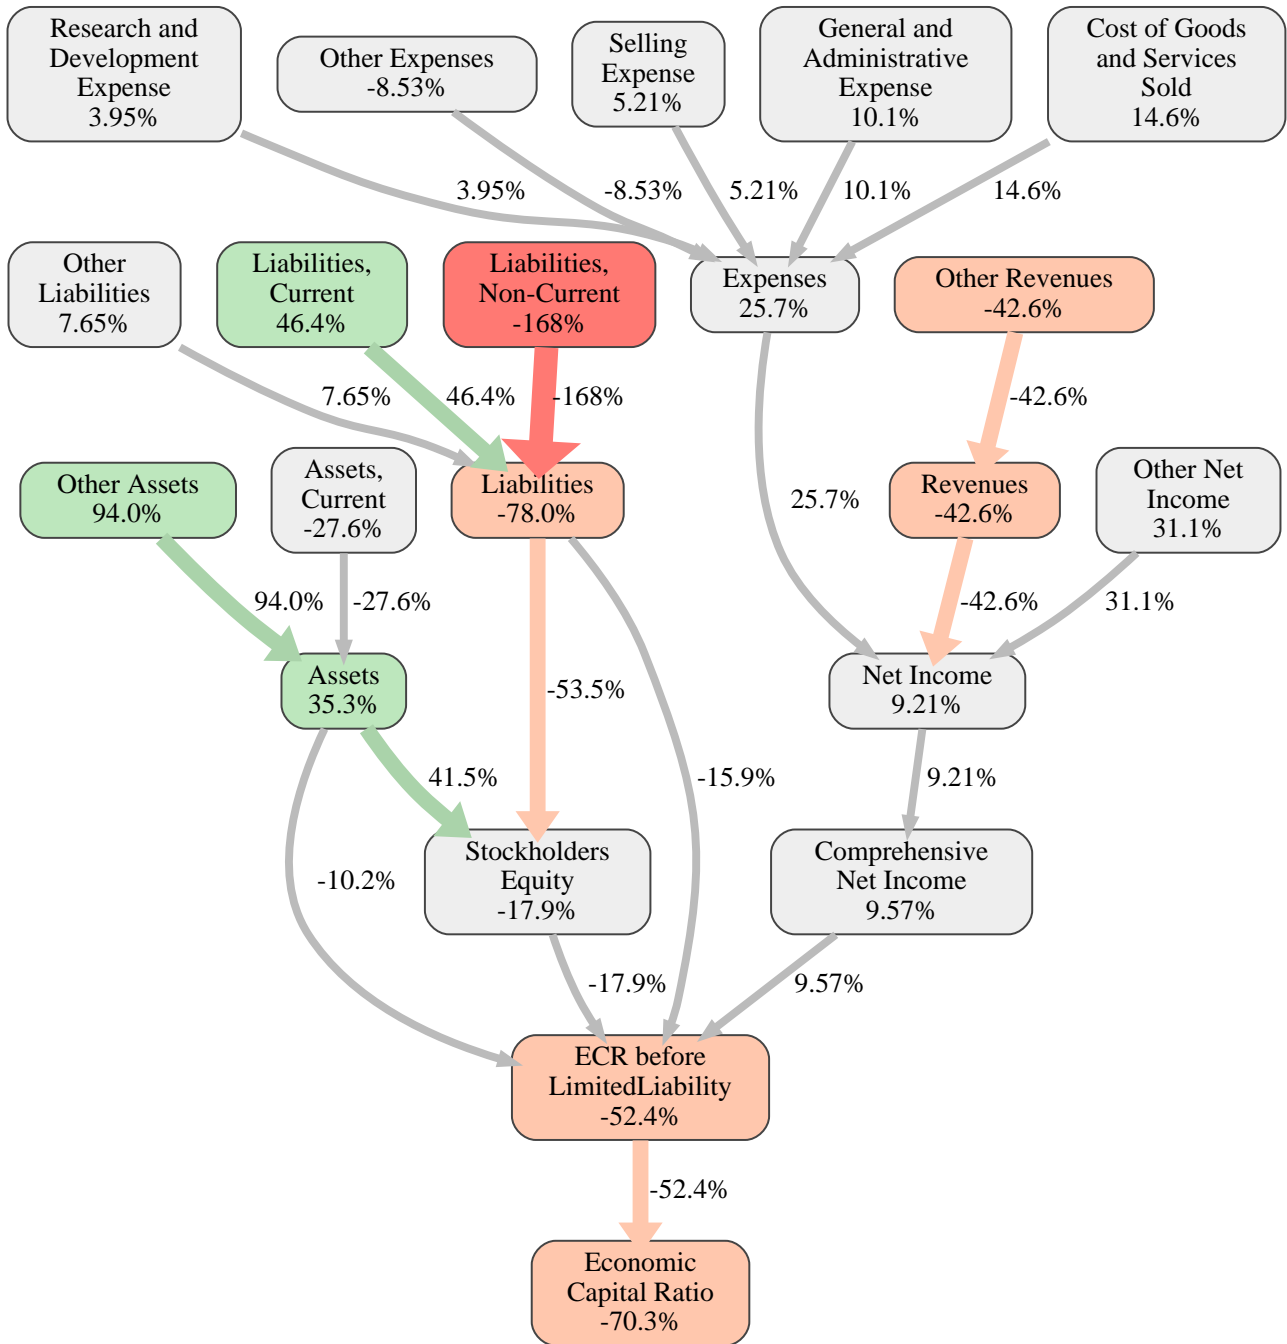 Research and
Development
Expense
3.95%
Other Expenses
-8.53%
Selling
Expense
5.21%
General and
Administrative
Expense
10.1%
Cost of Goods
and Services
Sold
14.6%
3.95%
-8.53%
5.21%
10.1%
14.6%
Other
Liabilities
7.65%
Liabilities,
Current
46.4%
Liabilities,
Non-Current
-168%
Expenses
25.7%
Other Revenues
-42.6%
7.65%
46.4%
-168%
-42.6%
Other Assets
94.0%
Assets,
Current
-27.6%
Liabilities
-78.0%
25.7%
Revenues
-42.6%
Other Net
Income
31.1%
94.0%
-27.6%
-42.6%
31.1%
Assets
35.3%
-53.5%
Net Income
9.21%
41.5%
-15.9%
9.21%
-10.2%
Stockholders
Equity
-17.9%
Comprehensive
Net Income
9.57%
-17.9%
9.57%
ECR before
LimitedLiability
-52.4%
-52.4%
Economic
Capital Ratio
-70.3%